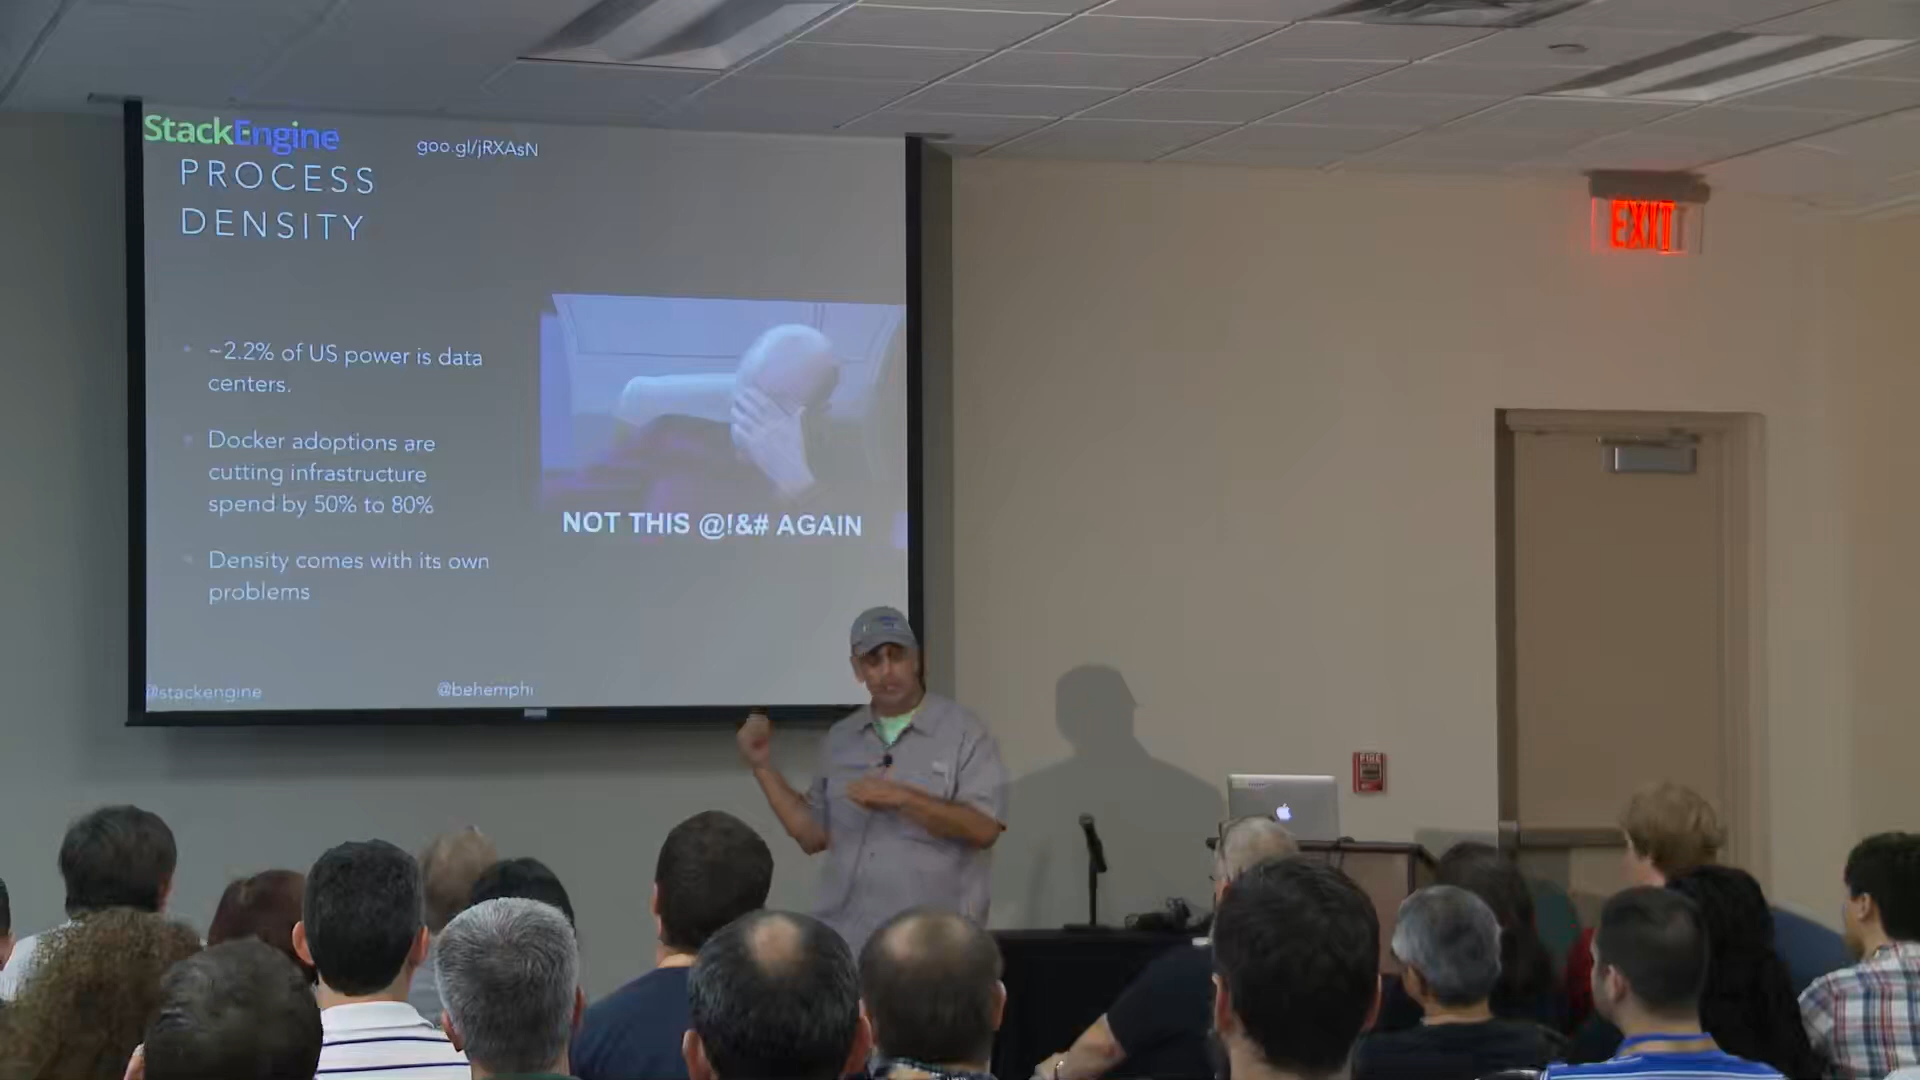 StackEngine
goo.gl/jRXAsN
PROCESS
DENSITY
~2.2% of US power is data
centers.
Docker adoptions are
cutting infrastructure
spend by 50% to 80%
Density comes with its own
problems
NOT THIS @!&# AGAIN
@stackengine
@behemphi
EXIT
FIRE